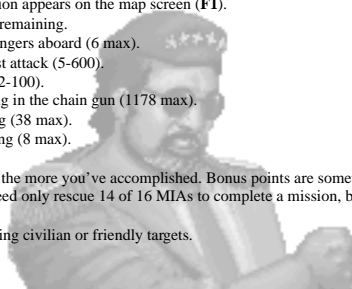 ion appears on the map screen (F1).
remaining.
ngers aboard (6 max).
st attack (5-600).
2-100).
g in the chain gun (1178 max).
g (38 max).
ng (8 max).
the more you've accomplished. Bonus points are some
eed only rescue 14 of 16 MIAs to complete a mission, b
ing civilian or friendly targets.